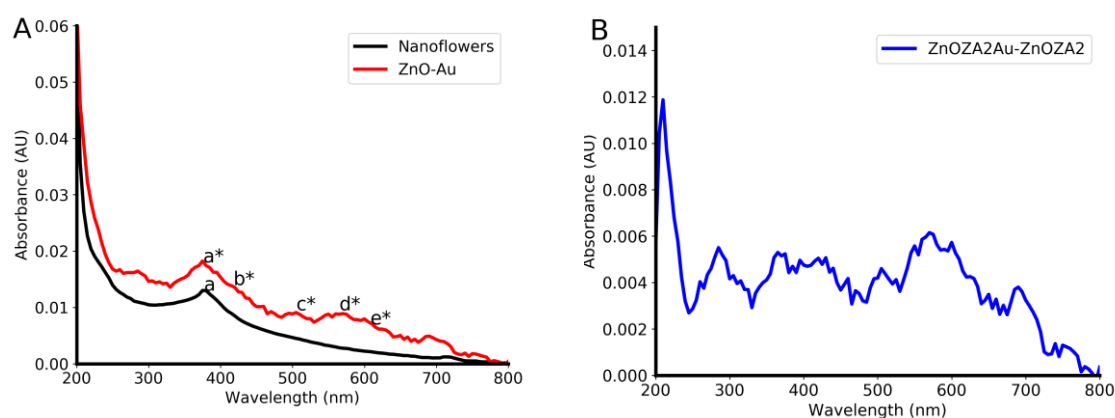 A
Nanoflowers
ZnO-Au
Absorbance (AU)
0.06
0.05
0.04
0.03
0.02
0.01
0.00
a*
a
b*
c*
d*
e*
200 300 400 500 600 700 800
Wavelength (nm)
B
ZnOZA2Au-ZnOZA2
Absorbance (AU)
0.014
0.012
0.010
0.008
0.006
0.004
0.002
0.000
200 300 400 500 600 700 800
Wavelength (nm)